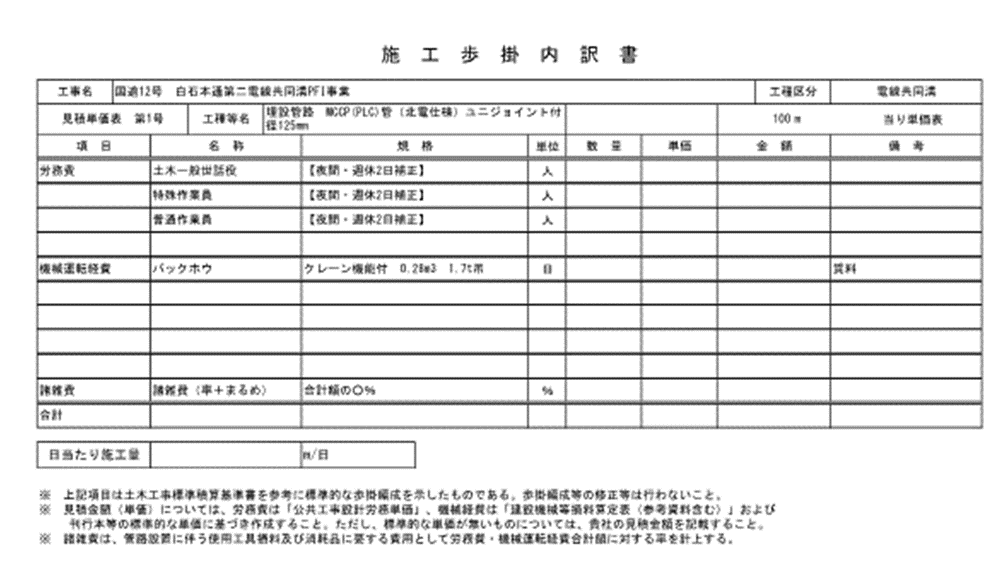 施 工 歩 掛 内 訳 書
工事名 国道12号 白石本通第二電線共同溝PFI事業 工種区分 電線共同溝
見積単価表 第1号 工種等名 埋設管路 MCCP(PLC)管(北電仕様)ユニジョイント付
径125mm 100m 当り単価表
項 目 名 称 規 格 単位 数 量 単価 金 額 備 考
労務費 土木一般世話役 【夜間・週休2日補正】 人
特殊作業員 【夜間・週休2日補正】 人
普通作業員 【夜間・週休2日補正】 人
機械運転経費 バックホウ クレーン機能付 0.28m3 1.7t吊 日 賃料
諸雑費 諸雑費(率+まるめ) 合計額の〇% %
合計
日当たり施工量 m/日
※ 上記項目は土木工事標準積算基準書を参考に標準的な歩掛編成を示したものである。歩掛編成等の修正等は行わないこと。
※ 見積金額(単価)については、労務費は「公共工事設計労務単価」、機械経費は「建設機械等損料算定表(参考資料含む)」および
刊行本等の標準的な単価に基づき作成すること。ただし、標準的な単価が無いものについては、貴社の見積金額を記載すること。
※ 諸雑費は、管路設置に伴う使用工具損料及び消耗品に要する費用として労務費・機械運転経費合計額に対する率を計上する。